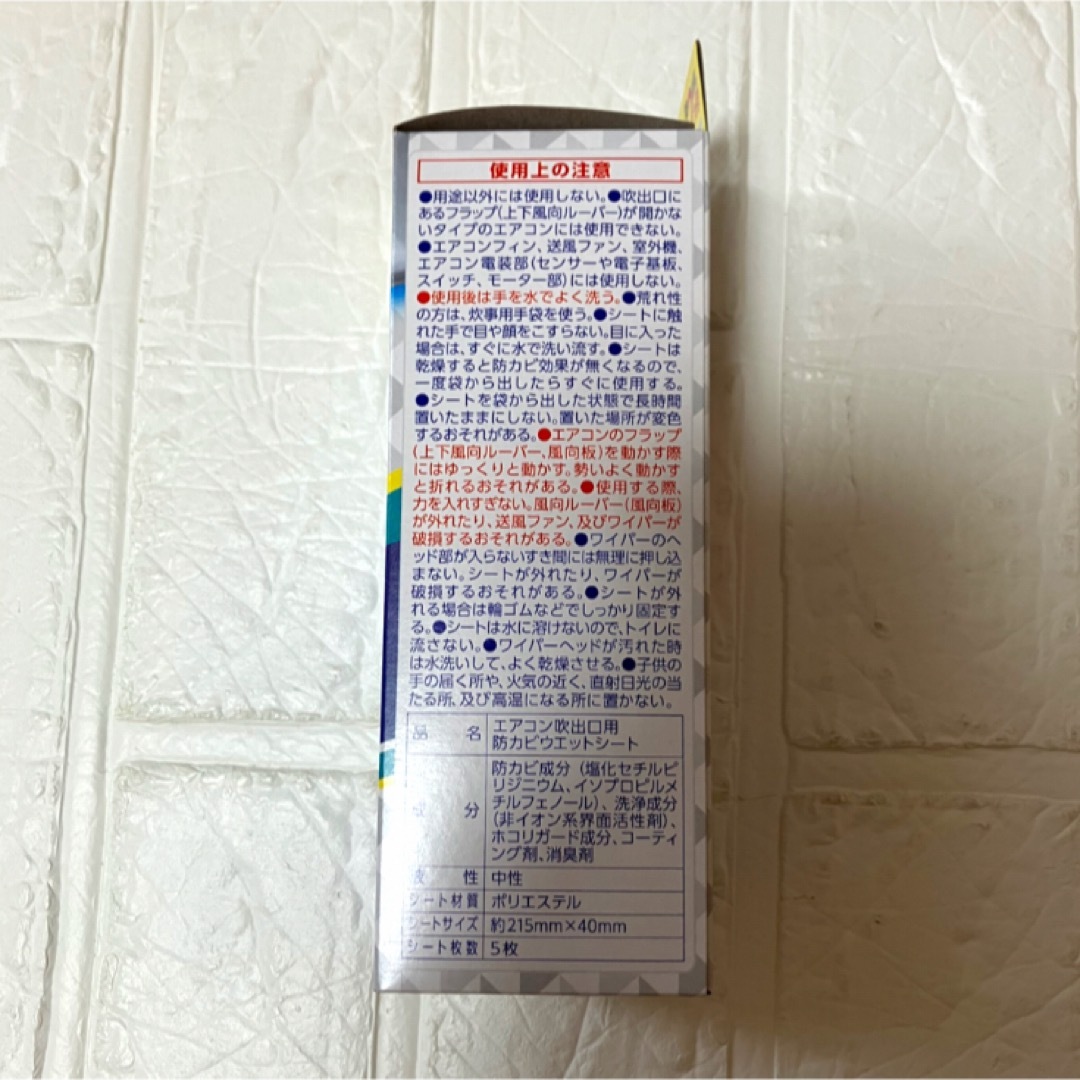 使用上の注意
●用途以外には使用しない。●吹出口に
あるフラップ(上下風向ルーバー)が開かな
いタイプのエアコンには使用できない。
●エアコンフィン、送風ファン、室外機、
エアコン電装部(センサーや電子基板、
スイッチ、モーター部)には使用しない。
●使用後は手を水でよく洗う。●荒れ性
の方は、炊事用手袋を使う。●シートに触
れた手で目や顔をこすらない。目に入った
場合は、すぐに水で洗い流す。●シートは
乾燥すると防カビ効果が無くなるので、
一度袋から出したらすぐに使用する。
●シートを袋から出した状態で長時間
置いたままにしない。置いた場所が変色
するおそれがある。●エアコンのフラップ
(上下風向ルーバー、風向板)を動かす際
にはゆっくりと動かす。勢いよく動かす
と折れるおそれがある。●使用する際、
力を入れすぎない。風向ルーバー(風向板)
が外れたり、送風ファン、及びワイパーが
破損するおそれがある。●ワイパーのヘ
ッド部が入らないすき間には無理に押し込
まない。シートが外れたり、ワイパーが
破損するおそれがある。●シートが外
れる場合は輪ゴムなどでしっかり固定す
る。●シートは水に溶けないので、トイレに
流さない。●ワイパーヘッドが汚れた時
は水洗いして、よく乾燥させる。●子供の
手の届く所や、火気の近く、直射日光の当
たる所、及び高温になる所に置かない。
品名 エアコン吹出口用
防カビウエットシート
成分 防カビ成分(塩化セチルピ
リジニウム、イソプロピルメ
チルフェノール)、洗浄成分
(非イオン系界面活性剤)、
ホコリガード成分、コーティ
ング剤、消臭剤
液性 中性
シート材質 ポリエステル
シートサイズ 約215mm×40mm
シート枚数 5枚